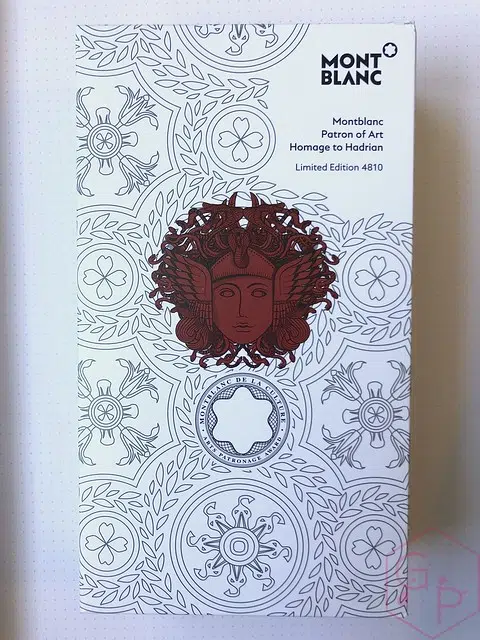 MONT
BLANC
Montblanc
Patron of Art
Homage to Hadrian
Limited Edition 4810
MONTBLANC DE LA CULTURE
ARTS PATRONAGE AWARD
GP